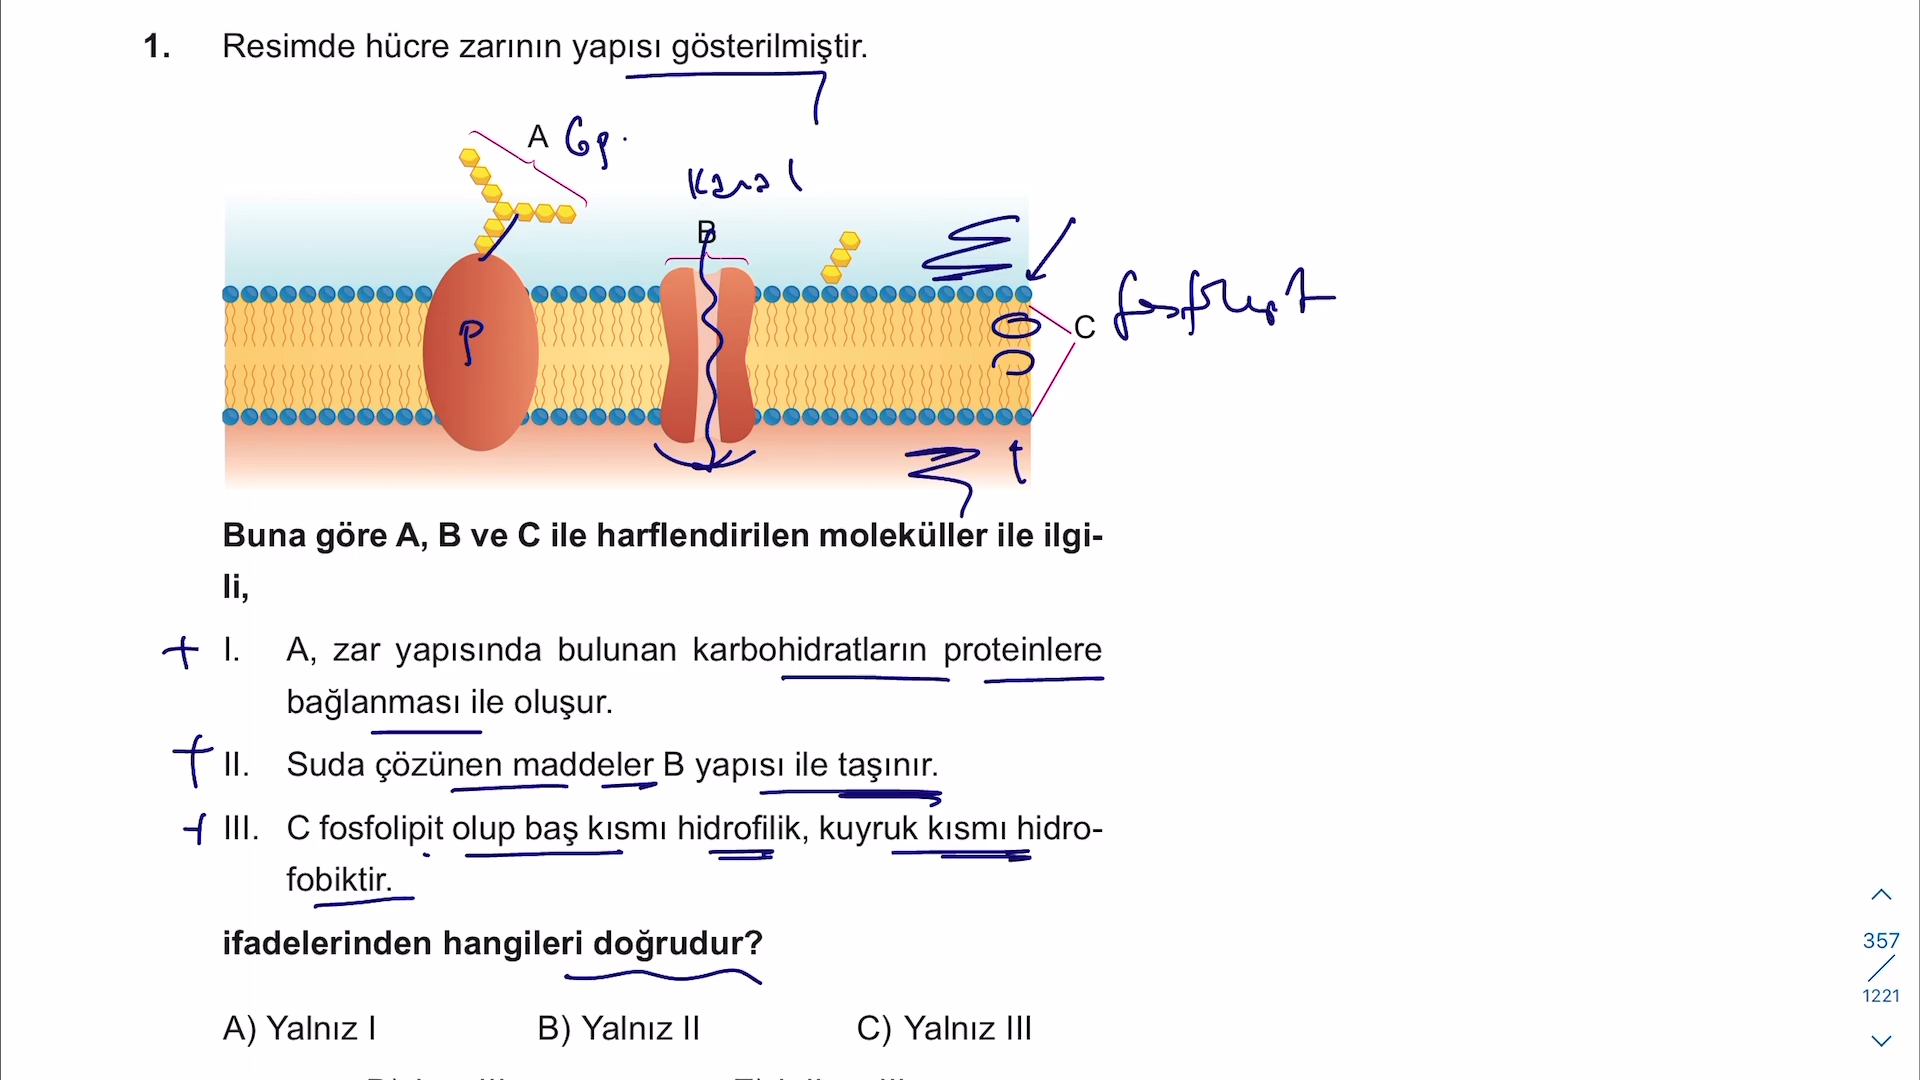 1. Resimde hücre zarının yapısı gösterilmiştir.
A Gp.
Kanal
B
P
C fosfolipit
Buna göre A, B ve C ile harflendirilen moleküller ile ilgi-
li,
+ I. A, zar yapısında bulunan karbohidratların proteinlere
bağlanması ile oluşur.
+ II. Suda çözünen maddeler B yapısı ile taşınır.
+ III. C fosfolipit olup baş kısmı hidrofilik, kuyruk kısmı hidro-
fobiktir.
ifadelerinden hangileri doğrudur?
A) Yalnız I B) Yalnız II C) Yalnız III
357
/
1221